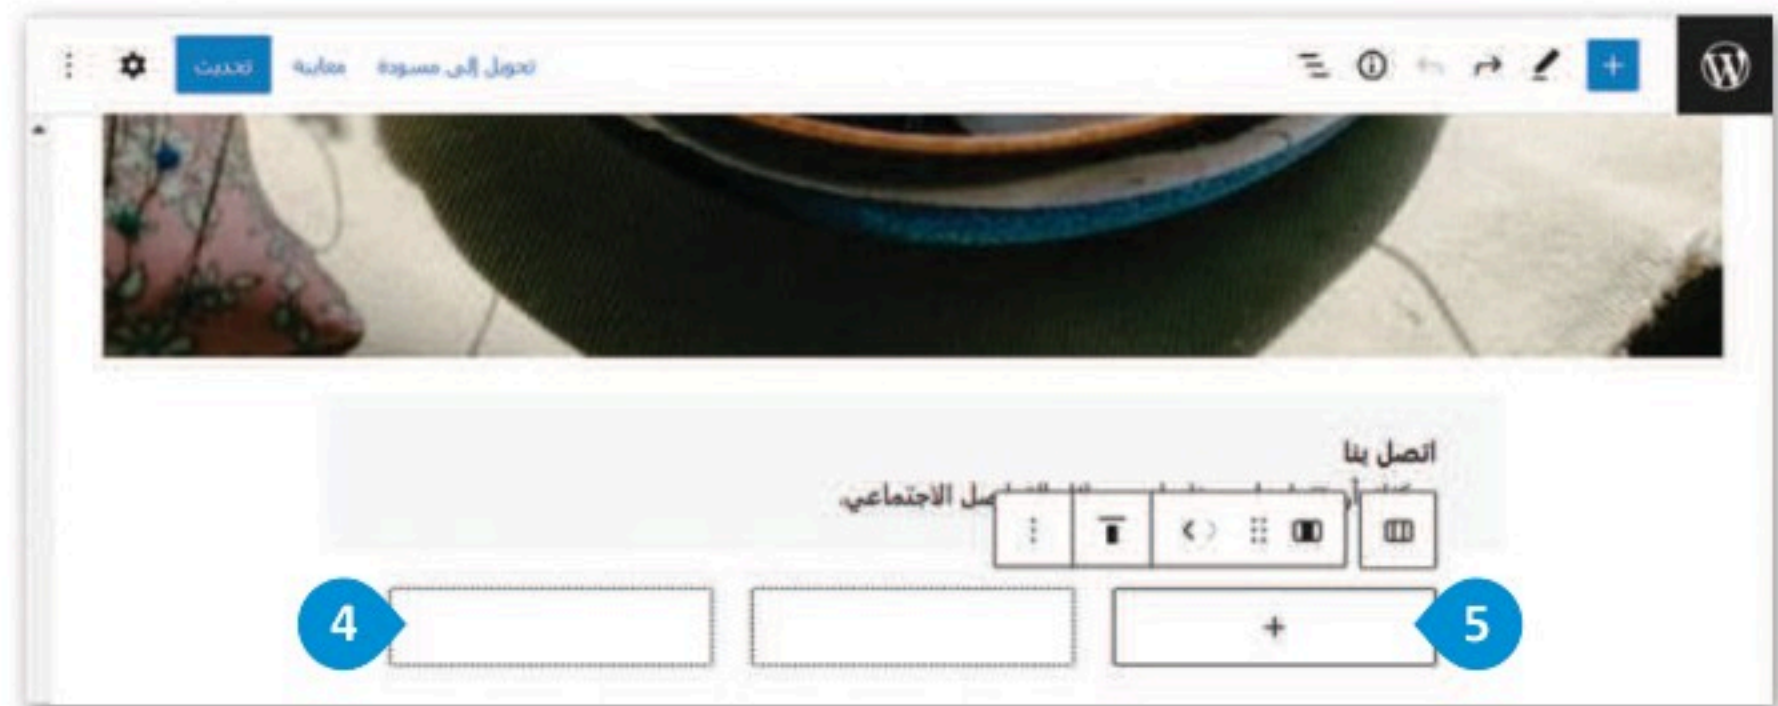 تحويل إلى مسودة معاينة تحديث
اتصل بنا
الاجتماعي.
4
5